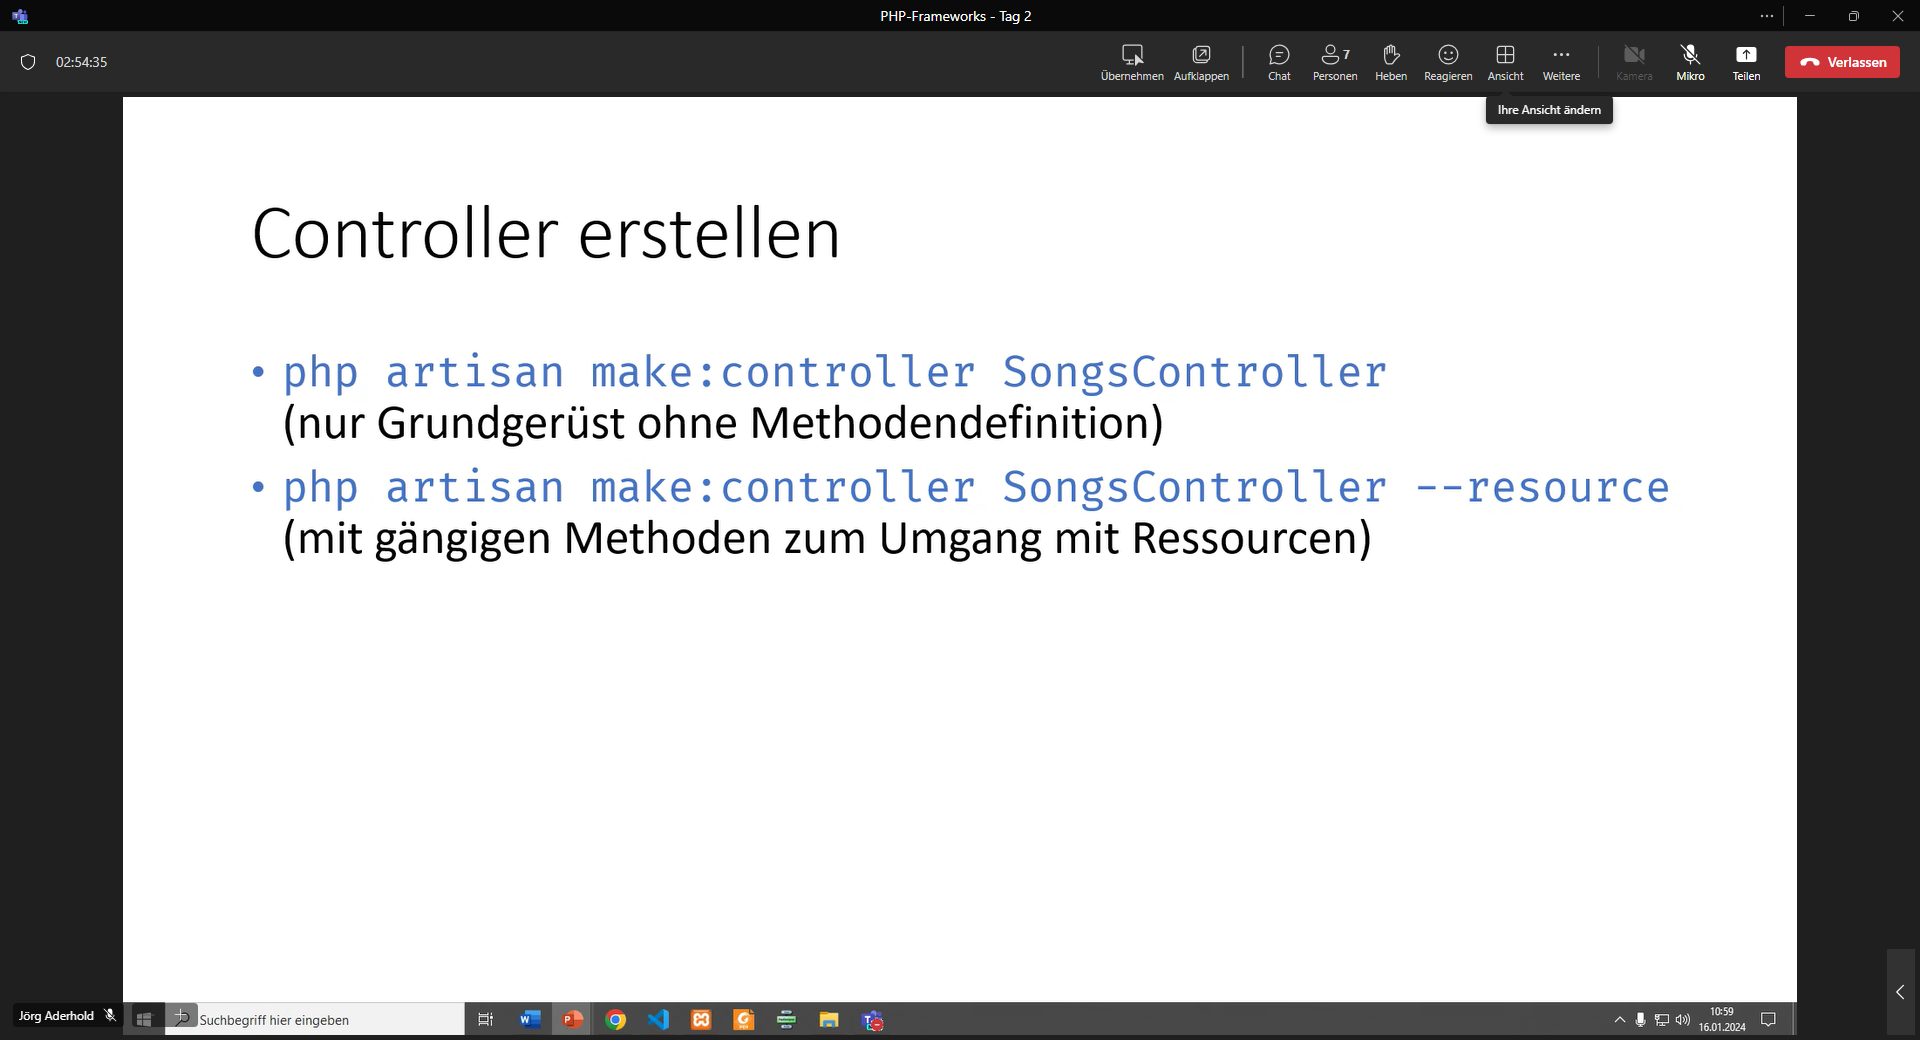 PHP-Frameworks - Tag 2
02:54:35
Übernehmen Aufklappen Chat Personen 7 Heben Reagieren Ansicht Weitere Kamera Mikro Teilen Verlassen
Ihre Ansicht ändern
Controller erstellen
• php artisan make:controller SongsController
(nur Grundgerüst ohne Methodendefinition)
• php artisan make:controller SongsController --resource
(mit gängigen Methoden zum Umgang mit Ressourcen)
Jörg Aderhold
Suchbegriff hier eingeben
10:59
16.01.2024